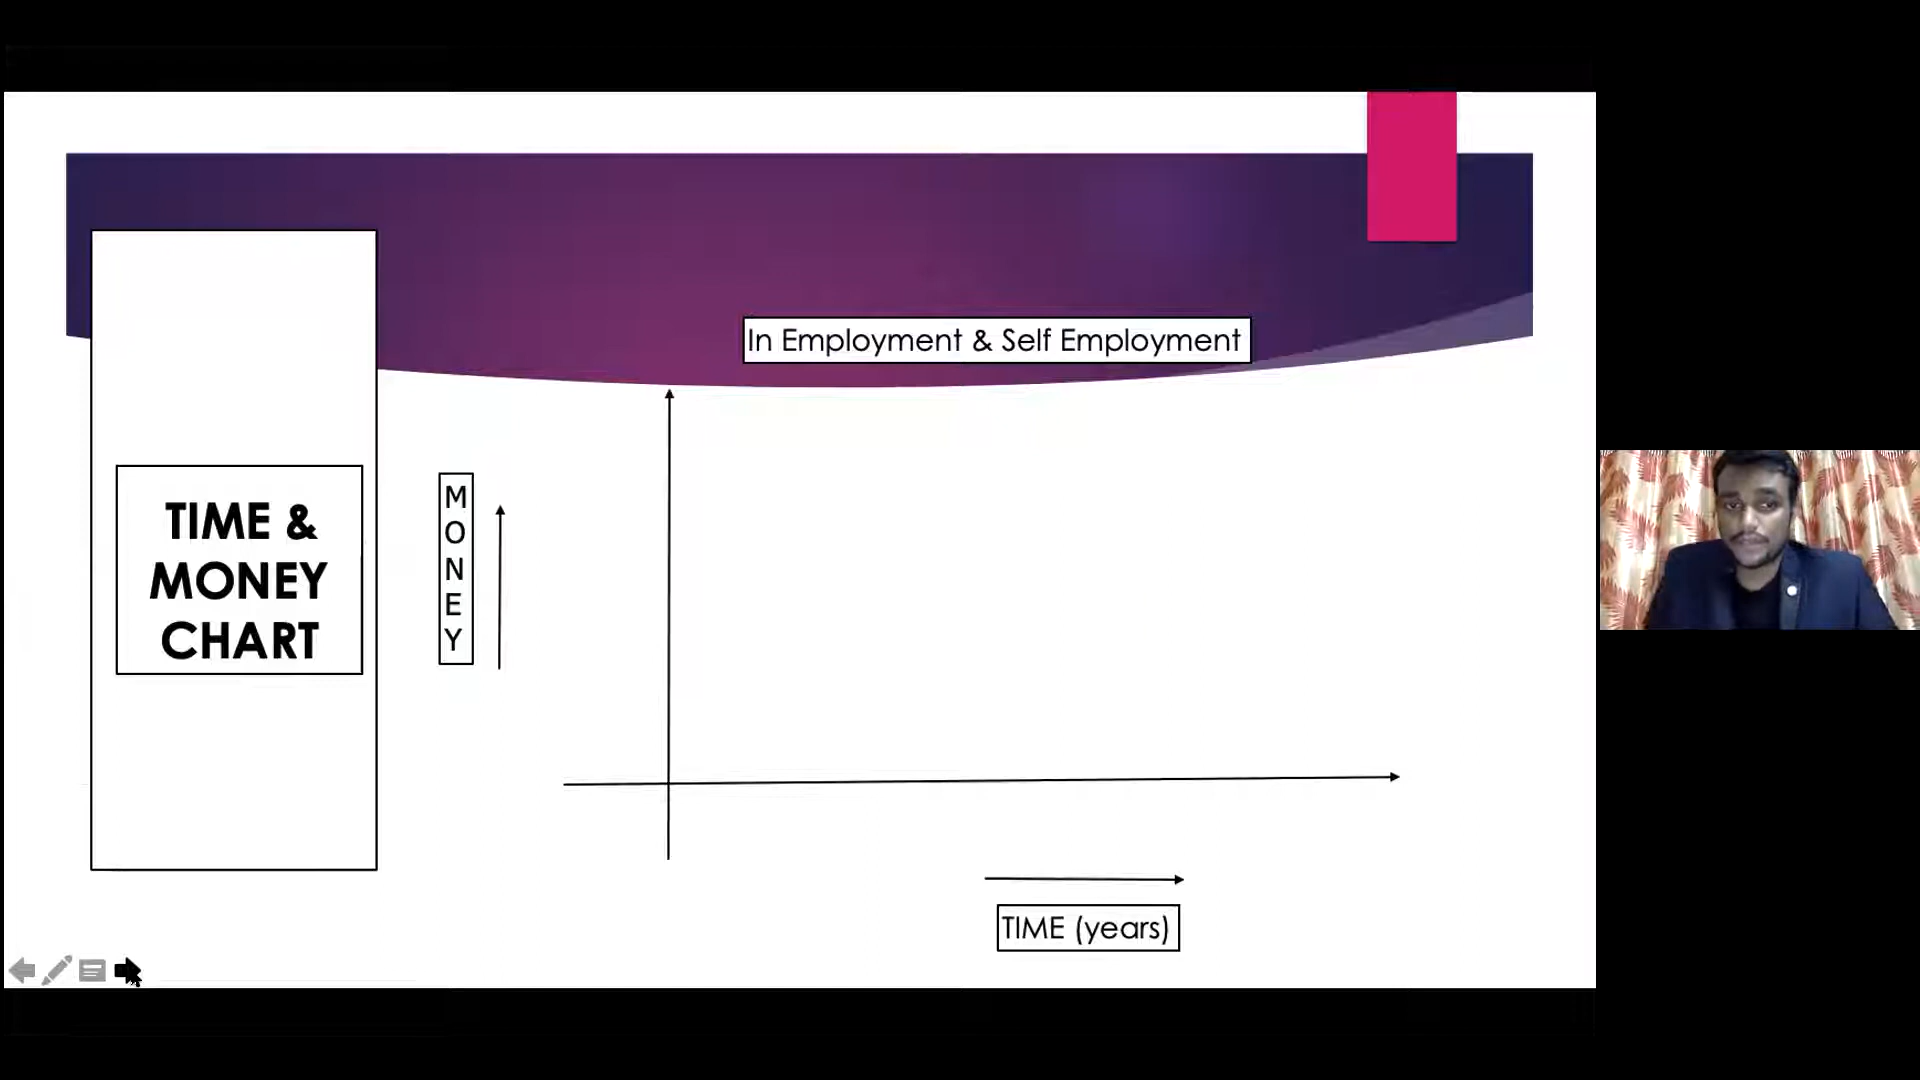 In Employment & Self Employment
TIME &
MONEY
CHART
M
O
N
E
Y
TIME (years)